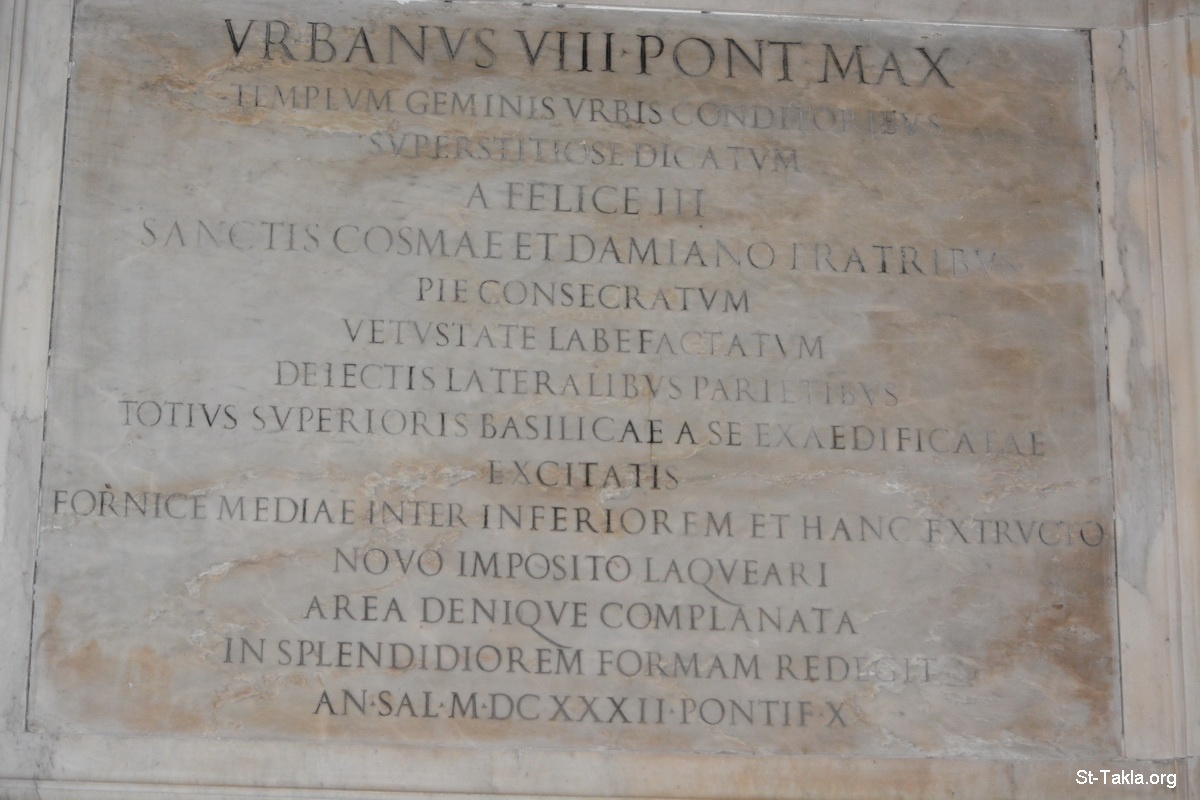 VR·BANVS VIII·PONT·MAX
TEMPLVM GEMINIS VRBIS CONDITORIBVS
SVPERSTITIOSE DICATVM
A FELICE III
SANCTIS COSMAE ET DAMIANO FRATRIBVS
PIE CONSECRATVM
VETVSTATE LABEFACTATVM
DEIECTIS LATERALIBVS PARIETIBVS
TOTIVS SVPERIORIS BASILICAE A SE EXAEDIFICATAE
EXCITATIS
FORNICE MEDIAE INTER INFERIOREM ET HANC EXTRVCTO
NOVO IMPOSITO LAQVEARI
AREA DENIQVE COMPLANATA
IN SPLENDIDIOREM FORMAM REDEGIT
AN·SAL·M·DC XXXII·PONTIF·X
St-Takla.org